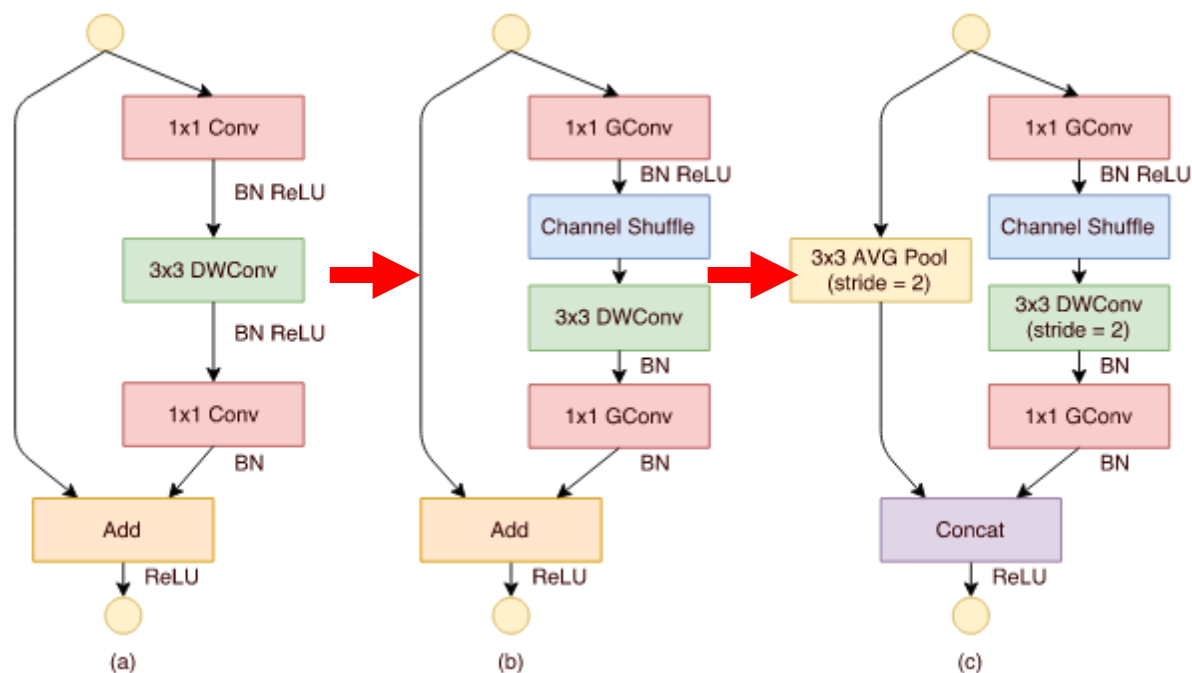 1x1 Conv
BN ReLU
3x3 DWConv
BN ReLU
1x1 Conv
BN
Add
ReLU
(a)
1x1 GConv
BN ReLU
Channel Shuffle
3x3 DWConv
BN
1x1 GConv
BN
Add
ReLU
(b)
1x1 GConv
BN ReLU
Channel Shuffle
3x3 AVG Pool
(stride = 2)
3x3 DWConv
(stride = 2)
BN
1x1 GConv
BN
Concat
ReLU
(c)